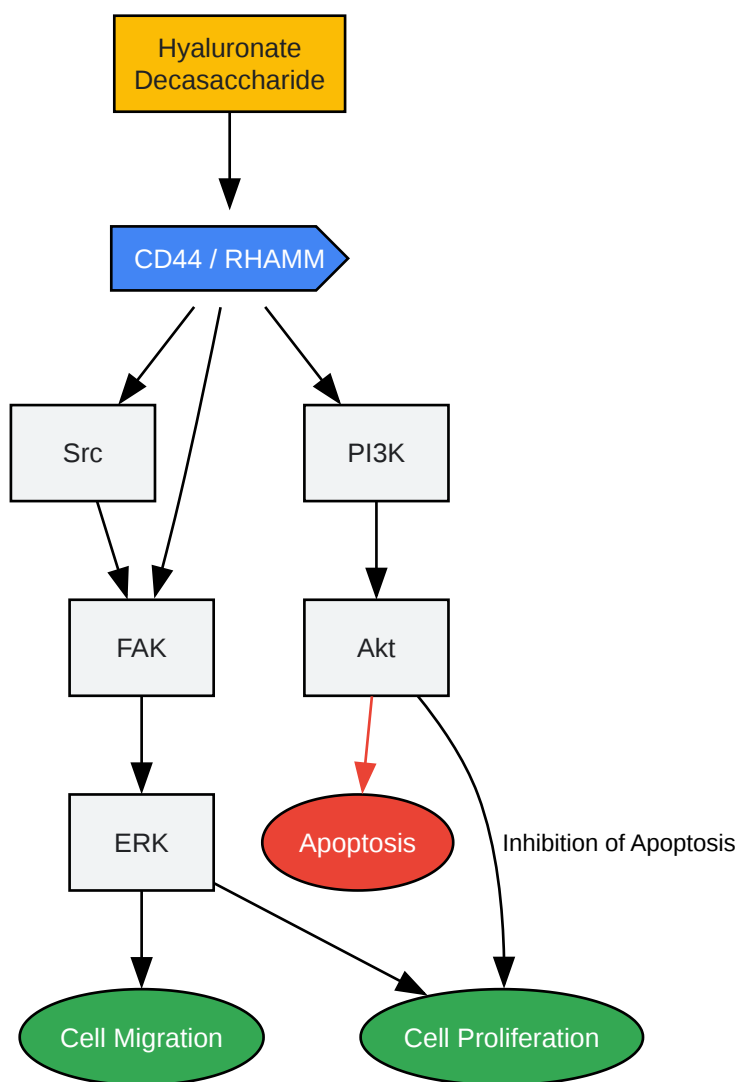 Hyaluronate
Decasaccharide
CD44 / RHAMM
Src
PI3K
FAK
Akt
ERK
Apoptosis
Inhibition of Apoptosis
Cell Migration
Cell Proliferation